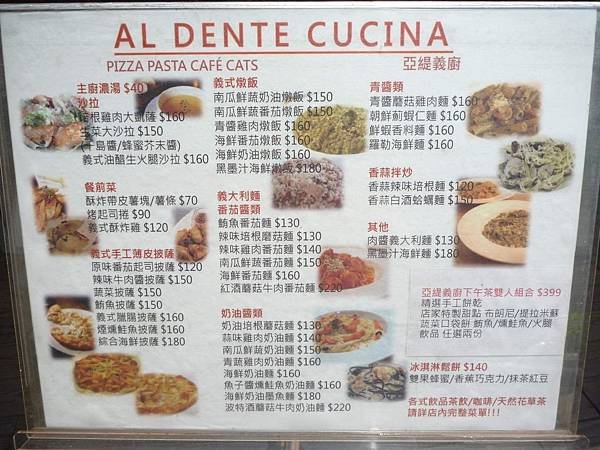 AL DENTE CUCINA
PIZZA PASTA CAFÉ CATS
亞緹義廚
主廚濃湯 $40
沙拉
培根雞肉大凱薩 $160
生菜大沙拉 $150
(千島醬/蜂蜜芥末醬)
義式油醋生火腿沙拉 $160
餐前菜
酥炸帶皮薯塊/薯條 $70
烤起司捲 $90
義式酥炸雞 $120
義式手工薄皮披薩
原味番茄起司披薩 $120
辣味牛肉醬披薩 $150
蔬菜披薩 $150
鮪魚披薩 $150
義式臘腸披薩 $160
煙燻鮭魚披薩 $160
綜合海鮮披薩 $180
義式燉飯
南瓜鮮蔬奶油燉飯 $150
南瓜鮮蔬番茄燉飯 $150
青醬雞肉燉飯 $160
海鮮番茄燉飯 $160
海鮮奶油燉飯 $160
黑墨汁海鮮燉飯 $180
義大利麵
番茄醬類
鮪魚番茄麵 $130
辣味培根蘑菇麵 $130
辣味雞肉番茄麵 $140
南瓜鮮蔬番茄麵 $150
海鮮番茄麵 $160
紅酒蘑菇牛肉番茄麵 $220
奶油醬類
奶油培根蘑菇麵 $130
蒜味雞肉奶油麵 $140
南瓜鮮蔬奶油麵 $150
青蔬雞肉奶油麵 $160
海鮮奶油麵 $160
魚子醬燻鮭魚奶油麵 $160
海鮮奶油墨魚麵 $180
波特酒蘑菇牛肉奶油麵 $220
青醬類
青醬蘑菇雞肉麵 $160
朝鮮薊蝦仁麵 $160
鮮蝦香料麵 $160
羅勒海鮮麵 $160
香蒜拌炒
香蒜辣味培根麵 $120
香蒜白酒蛤蠣麵 $150
其他
肉醬義大利麵 $130
黑墨汁海鮮麵 $180
亞緹義廚下午茶雙人組合 $399
精選手工餅乾
店家特製甜點 布朗尼/提拉米蘇
蔬菜口袋餅 鮪魚/燻鮭魚/火腿
飲品 任選兩份
冰淇淋鬆餅 $140
雙果蜂蜜/香蕉巧克力/抹茶紅豆
各式飲品茶飲/咖啡/天然花草茶
請詳店內完整菜單!!!